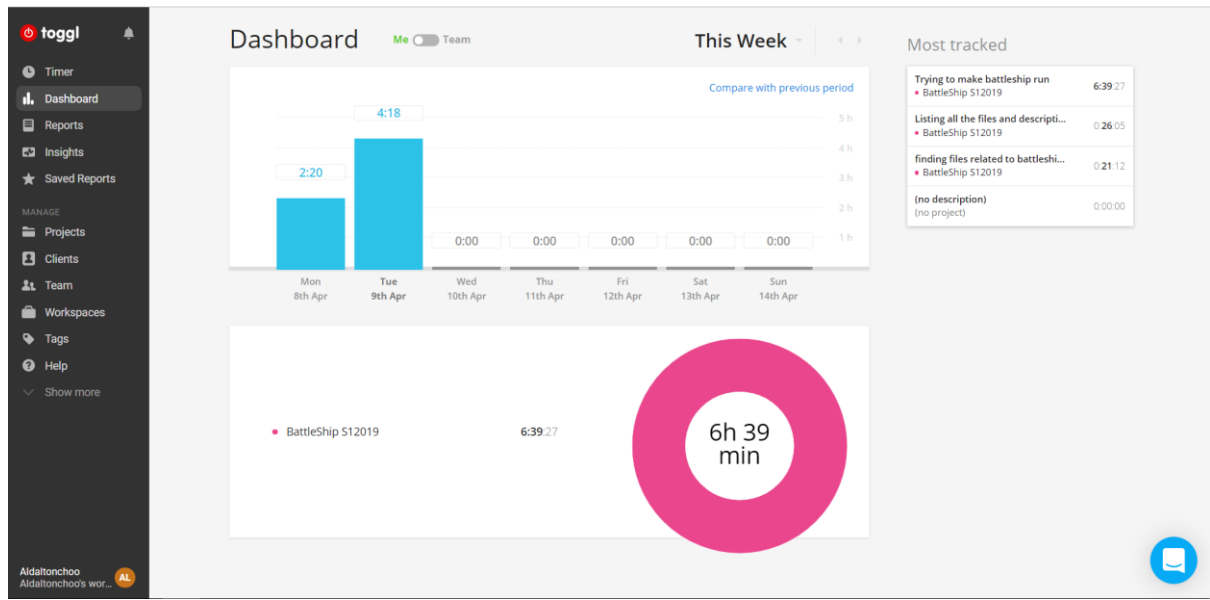 toggl
Timer
Dashboard
Reports
Insights
Saved Reports
MANAGE
Projects
Clients
Team
Workspaces
Tags
Help
Show more
Aldaltonchoo
Aldaltonchoo's wor...
AL
Dashboard
Me Team
This Week
Compare with previous period
5 h
4 h
3 h
2 h
1 h
2:20
4:18
0:00
0:00
0:00
0:00
0:00
Mon
8th Apr
Tue
9th Apr
Wed
10th Apr
Thu
11th Apr
Fri
12th Apr
Sat
13th Apr
Sun
14th Apr
BattleShip S12019 6:39:27
6h 39
min
Most tracked
Trying to make battleship run
BattleShip S12019
6:39:27
Listing all the files and descripti...
BattleShip S12019
0:26:05
finding files related to battleshi...
BattleShip S12019
0:21:12
(no description)
(no project)
0:00:00